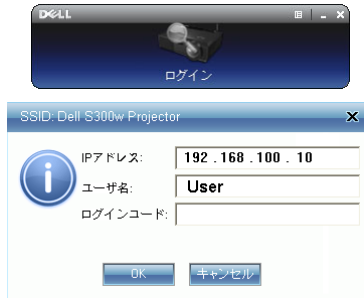 DELL
ログイン
SSID: Dell S300w Projector
IPアドレス: 192 . 168 . 100 . 10
ユーザ名: User
ログインコード:
OK キャンセル